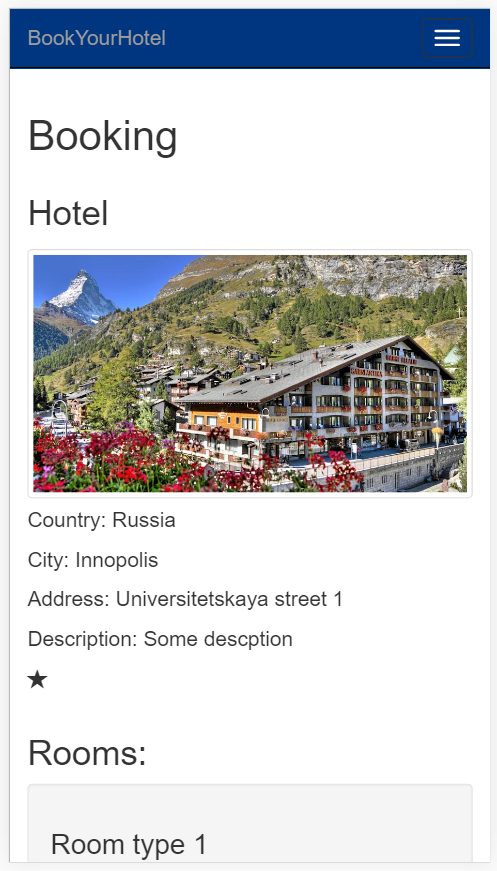 BookYourHotel
Booking
Hotel
Country: Russia
City: Innopolis
Address: Universitetskaya street 1
Description: Some descption
Rooms:
Room type 1